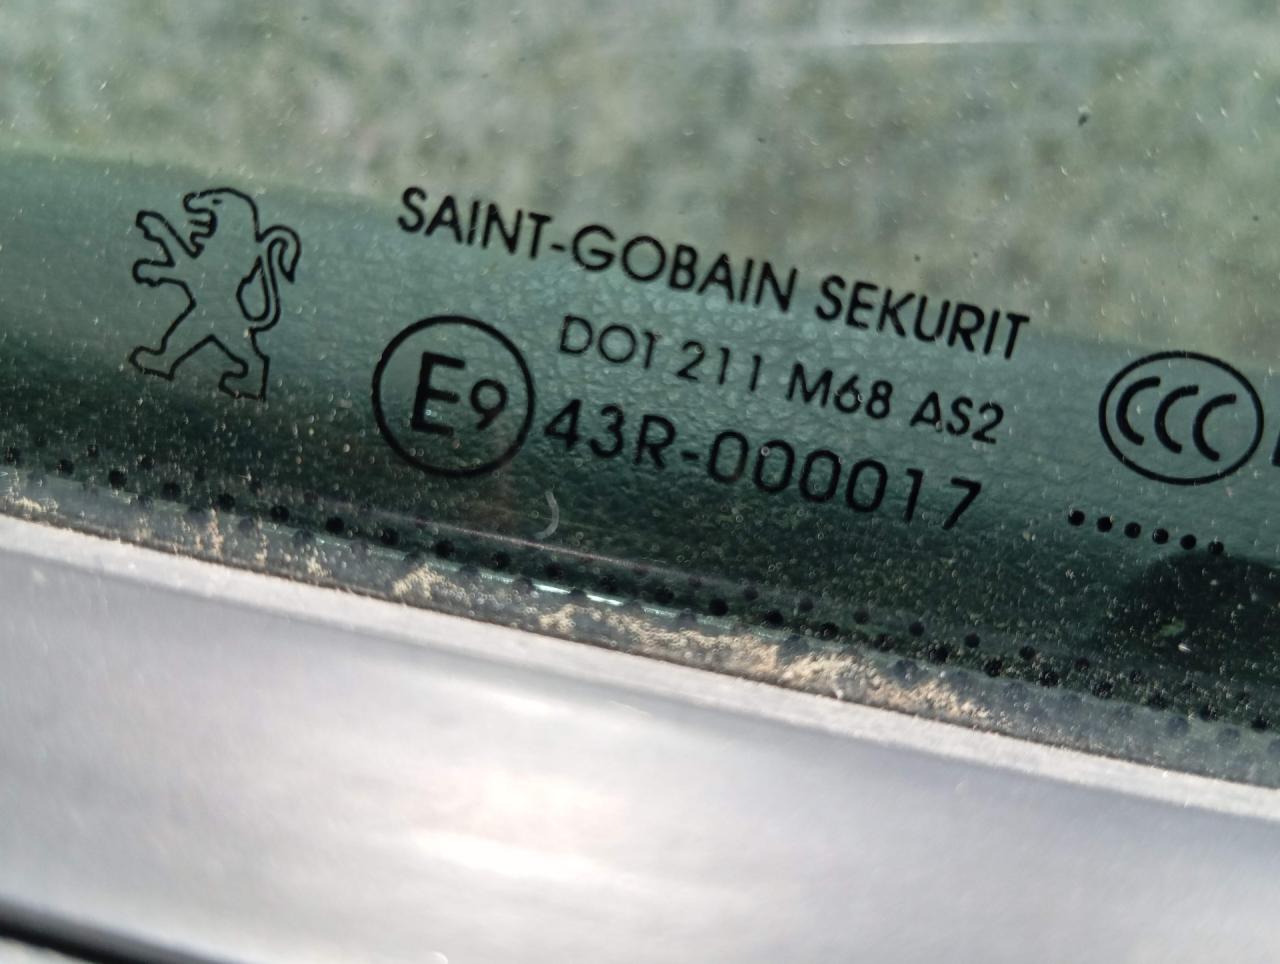 SAINT-GOBAIN SEKURIT
DOT 211 M68 AS2
E9 43R-000017
CCC